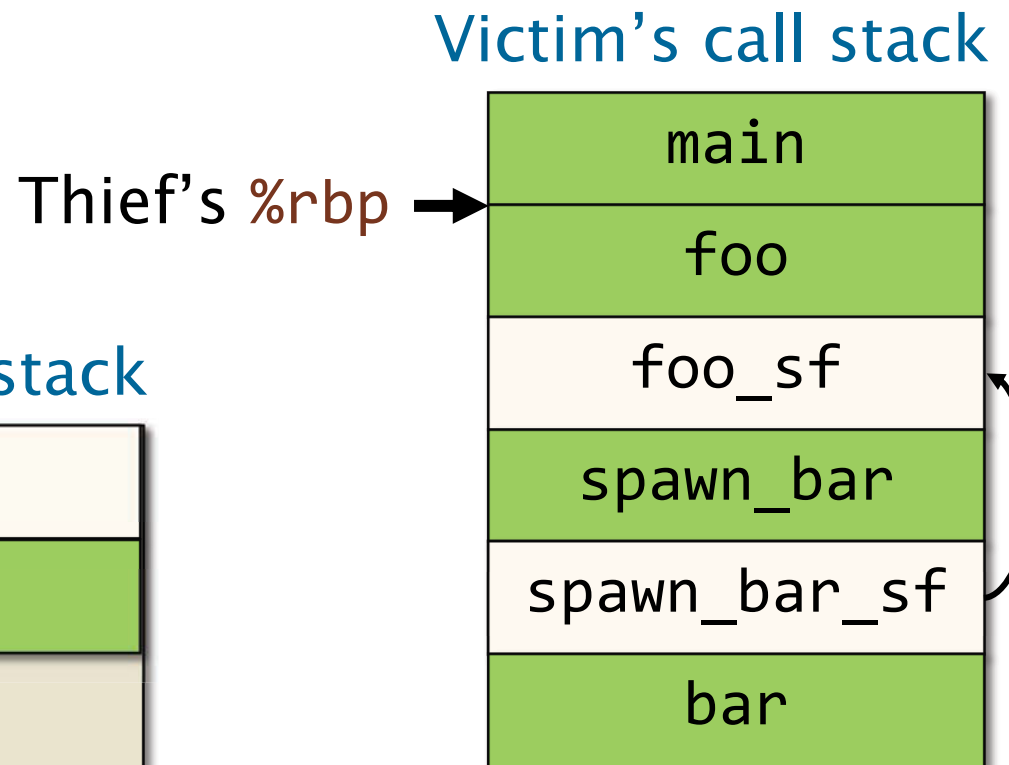 Victim’s call stack
main
Thief’s %rbp
foo
foo_sf
stack
spawn_bar
spawn_bar_sf
bar